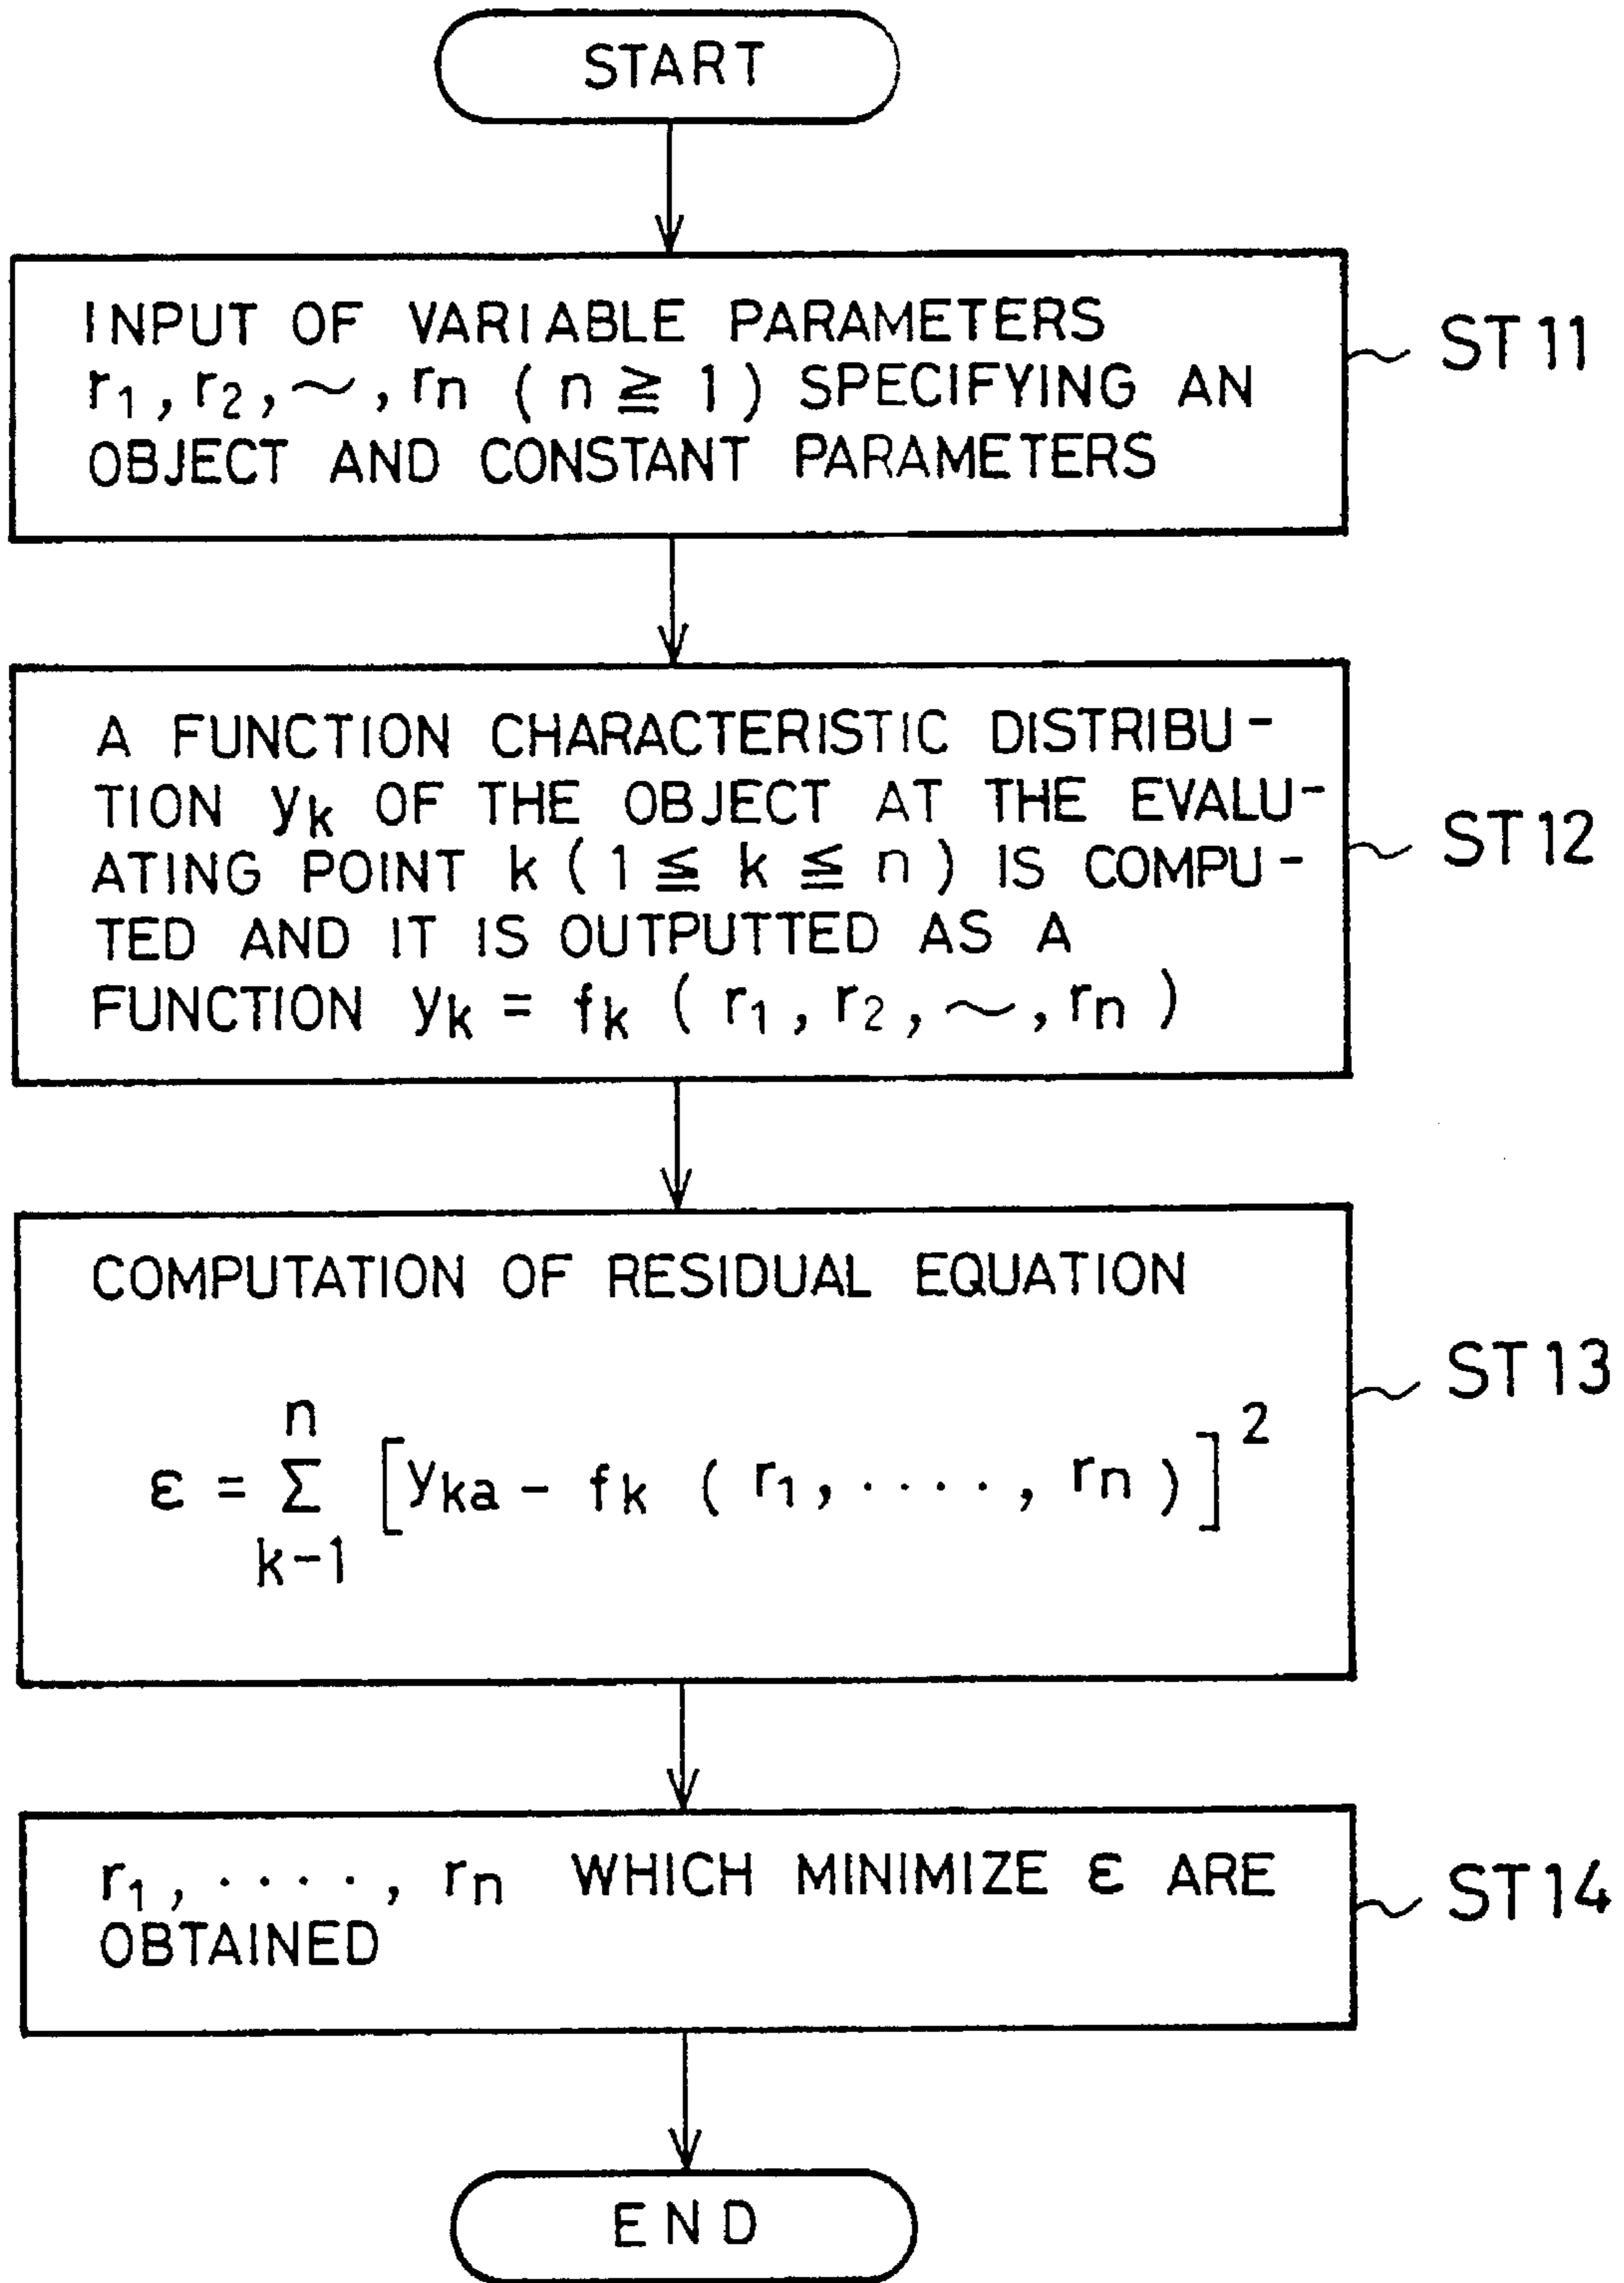 START
INPUT OF VARIABLE PARAMETERS
r1, r2, ~, rn ( n ≧ 1 ) SPECIFYING AN
OBJECT AND CONSTANT PARAMETERS
ST11
A FUNCTION CHARACTERISTIC DISTRIBU-
TION yk OF THE OBJECT AT THE EVALU-
ATING POINT k ( 1 ≦ k ≦ n ) IS COMPU-
TED AND IT IS OUTPUTTED AS A
FUNCTION yk = fk ( r1, r2, ~, rn )
ST12
COMPUTATION OF RESIDUAL EQUATION
n
ε = Σ [yka - fk ( r1, ····, rn )]2
k-1
ST13
r1, ····, rn WHICH MINIMIZE ε ARE
OBTAINED
ST14
END